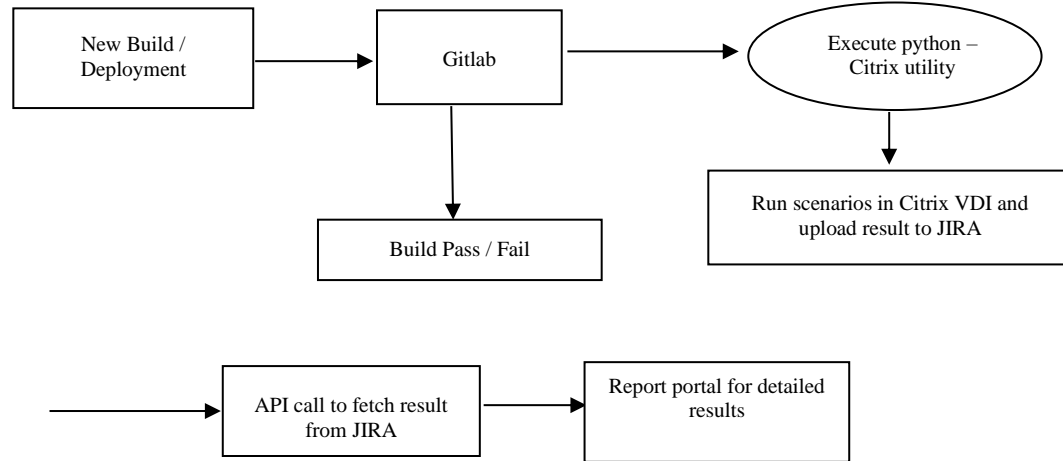 New Build /
Deployment
Gitlab
Execute python –
Citrix utility
Build Pass / Fail
Run scenarios in Citrix VDI and
upload result to JIRA
API call to fetch result
from JIRA
Report portal for detailed
results